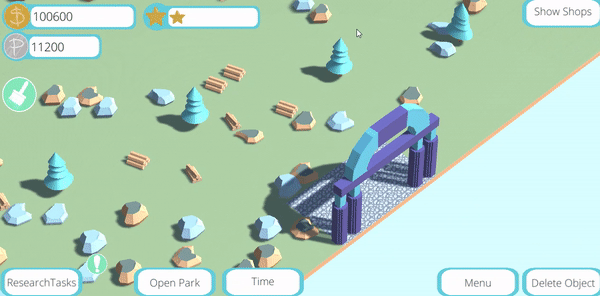 100600
Show Shops
11200
ResearchTasks
Open Park
Time
Menu
Delete Object